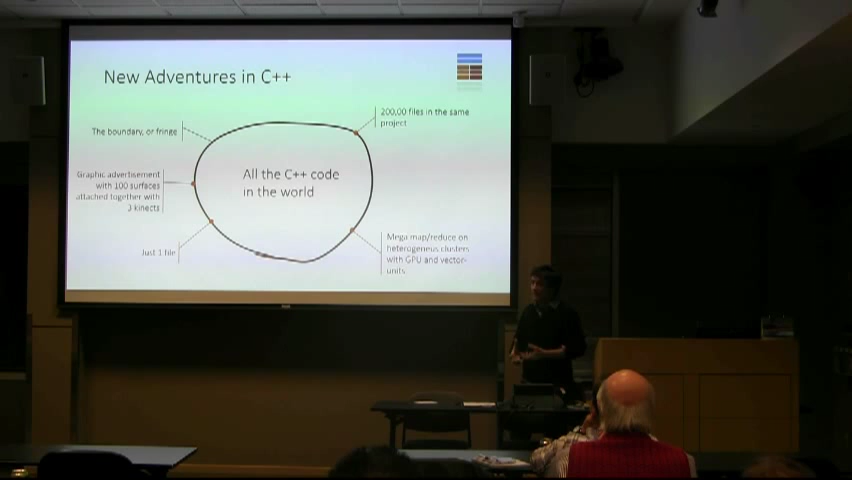 New Adventures in C++
200,00 files in the same
project
The boundary, or fringe
Graphic advertisement
with 100 surfaces
attached together with
3 kinects
All the C++ code
in the world
Just 1 file
Mega map/reduce on
heterogeneus clusters
with GPU and vector-
units